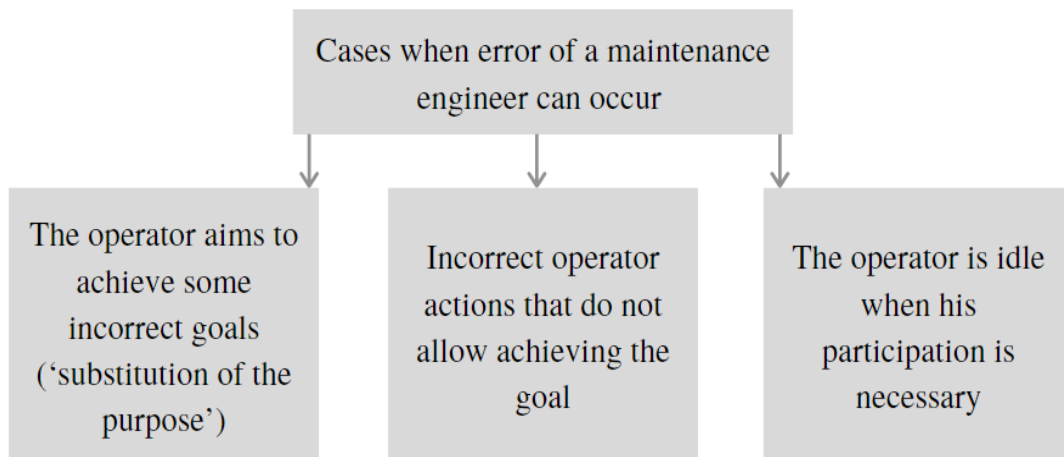 Cases when error of a maintenance
engineer can occur
The operator aims to
achieve some
incorrect goals
(‘substitution of the
purpose’)
Incorrect operator
actions that do not
allow achieving the
goal
The operator is idle
when his
participation is
necessary